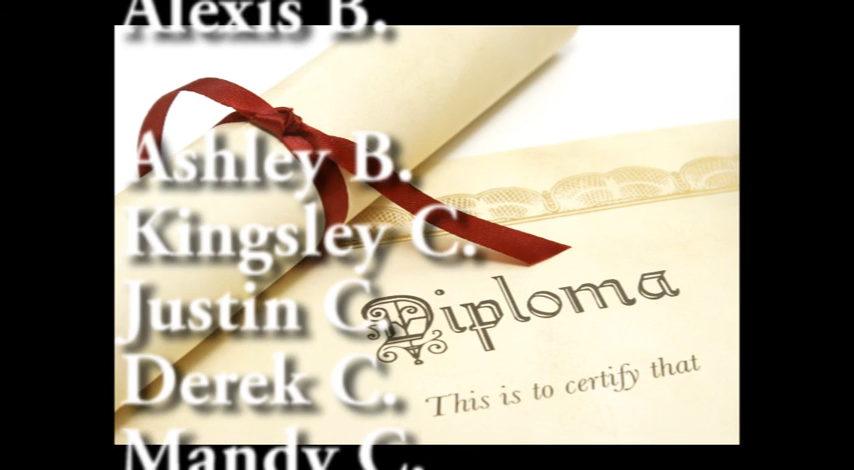 Alexis B.
Ashley B.
Kingsley C.
Justin C.
Derek C.
Mandy C.
Diploma
This is to certify that